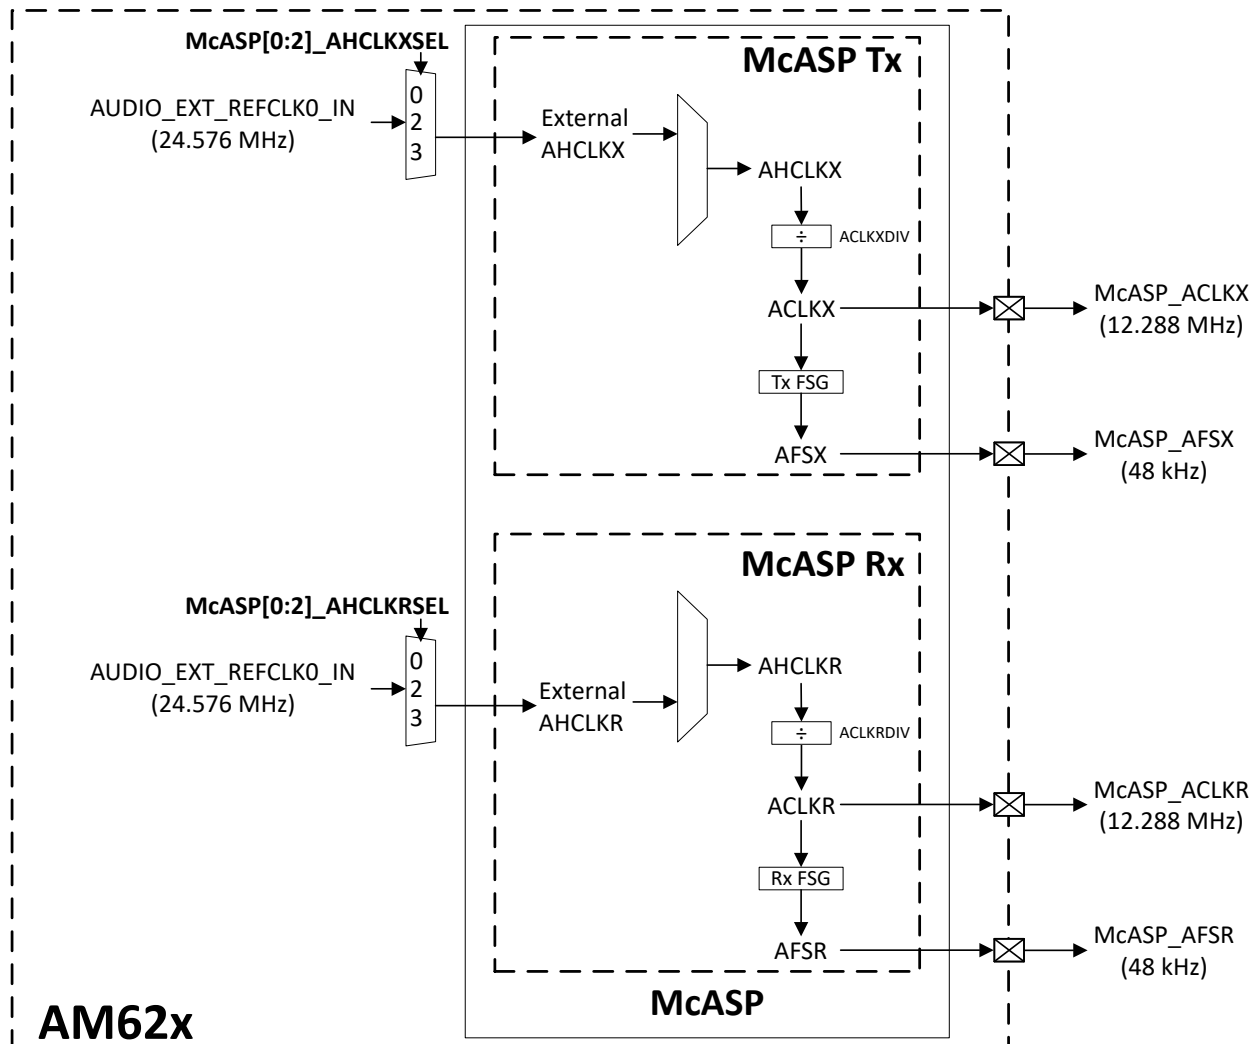 McASP[0:2]_AHCLKXSEL
McASP Tx
AUDIO_EXT_REFCLK0_IN
(24.576 MHz)
0
2
3
External
AHCLKX
AHCLKX
÷
ACLKXDIV
ACLKX
McASP_ACLKX
(12.288 MHz)
Tx FSG
AFSX
McASP_AFSX
(48 kHz)
McASP Rx
McASP[0:2]_AHCLKRSEL
AUDIO_EXT_REFCLK0_IN
(24.576 MHz)
0
2
3
External
AHCLKR
AHCLKR
÷
ACLKRDIV
ACLKR
McASP_ACLKR
(12.288 MHz)
Rx FSG
AFSR
McASP_AFSR
(48 kHz)
McASP
AM62x